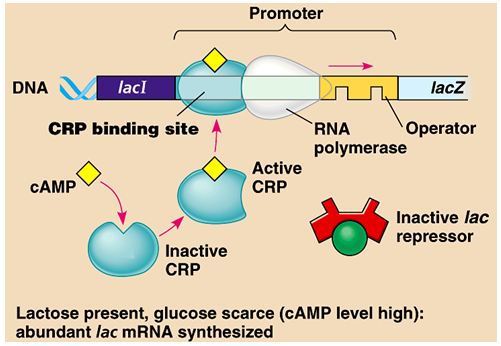 Promoter
DNA
lacI
lacZ
CRP binding site
RNA
polymerase
Operator
cAMP
Active
CRP
Inactive
CRP
Inactive lac
repressor
Lactose present, glucose scarce (cAMP level high):
abundant lac mRNA synthesized